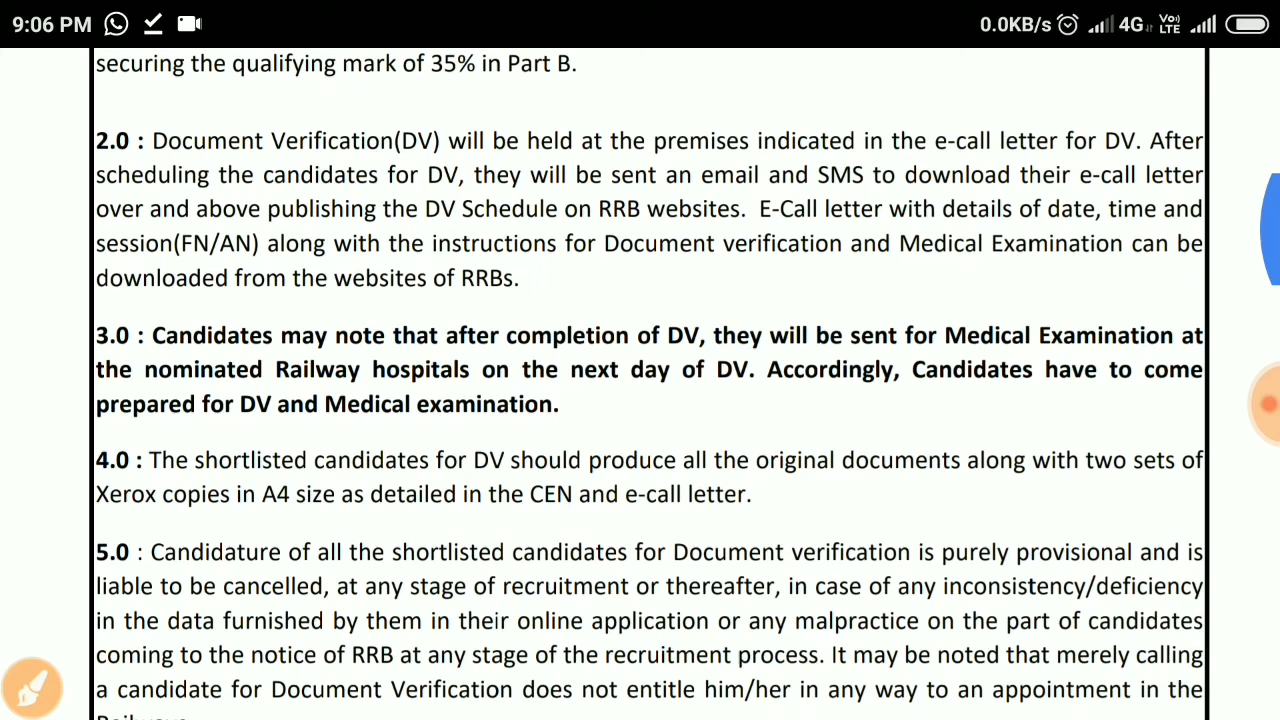 9:06 PM 0.0KB/s 4G Vo) LTE
securing the qualifying mark of 35% in Part B.
2.0 : Document Verification(DV) will be held at the premises indicated in the e-call letter for DV. After
scheduling the candidates for DV, they will be sent an email and SMS to download their e-call letter
over and above publishing the DV Schedule on RRB websites. E-Call letter with details of date, time and
session(FN/AN) along with the instructions for Document verification and Medical Examination can be
downloaded from the websites of RRBs.
3.0 : Candidates may note that after completion of DV, they will be sent for Medical Examination at
the nominated Railway hospitals on the next day of DV. Accordingly, Candidates have to come
prepared for DV and Medical examination.
4.0 : The shortlisted candidates for DV should produce all the original documents along with two sets of
Xerox copies in A4 size as detailed in the CEN and e-call letter.
5.0 : Candidature of all the shortlisted candidates for Document verification is purely provisional and is
liable to be cancelled, at any stage of recruitment or thereafter, in case of any inconsistency/deficiency
in the data furnished by them in their online application or any malpractice on the part of candidates
coming to the notice of RRB at any stage of the recruitment process. It may be noted that merely calling
a candidate for Document Verification does not entitle him/her in any way to an appointment in the